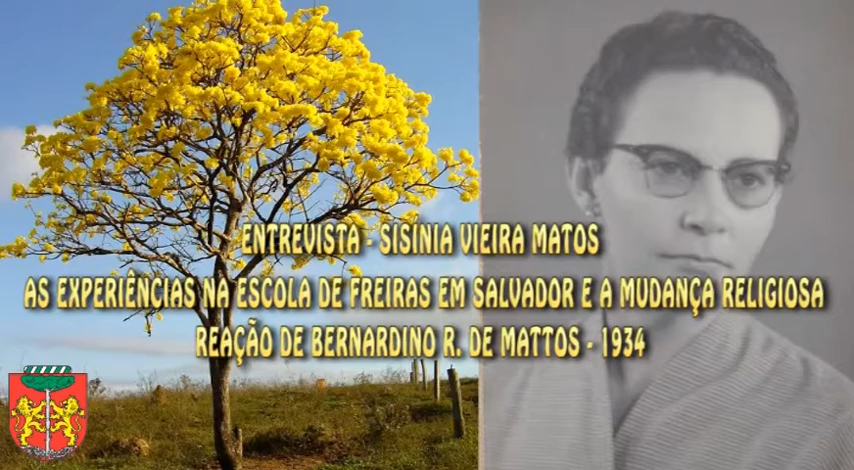 ENTREVISTA - SISINIA VIEIRA MATOS
AS EXPERIÊNCIAS NA ESCOLA DE FREIRAS EM SALVADOR E A MUDANÇA RELIGIOSA
REAÇÃO DE BERNARDINO R. DE MATTOS - 1934